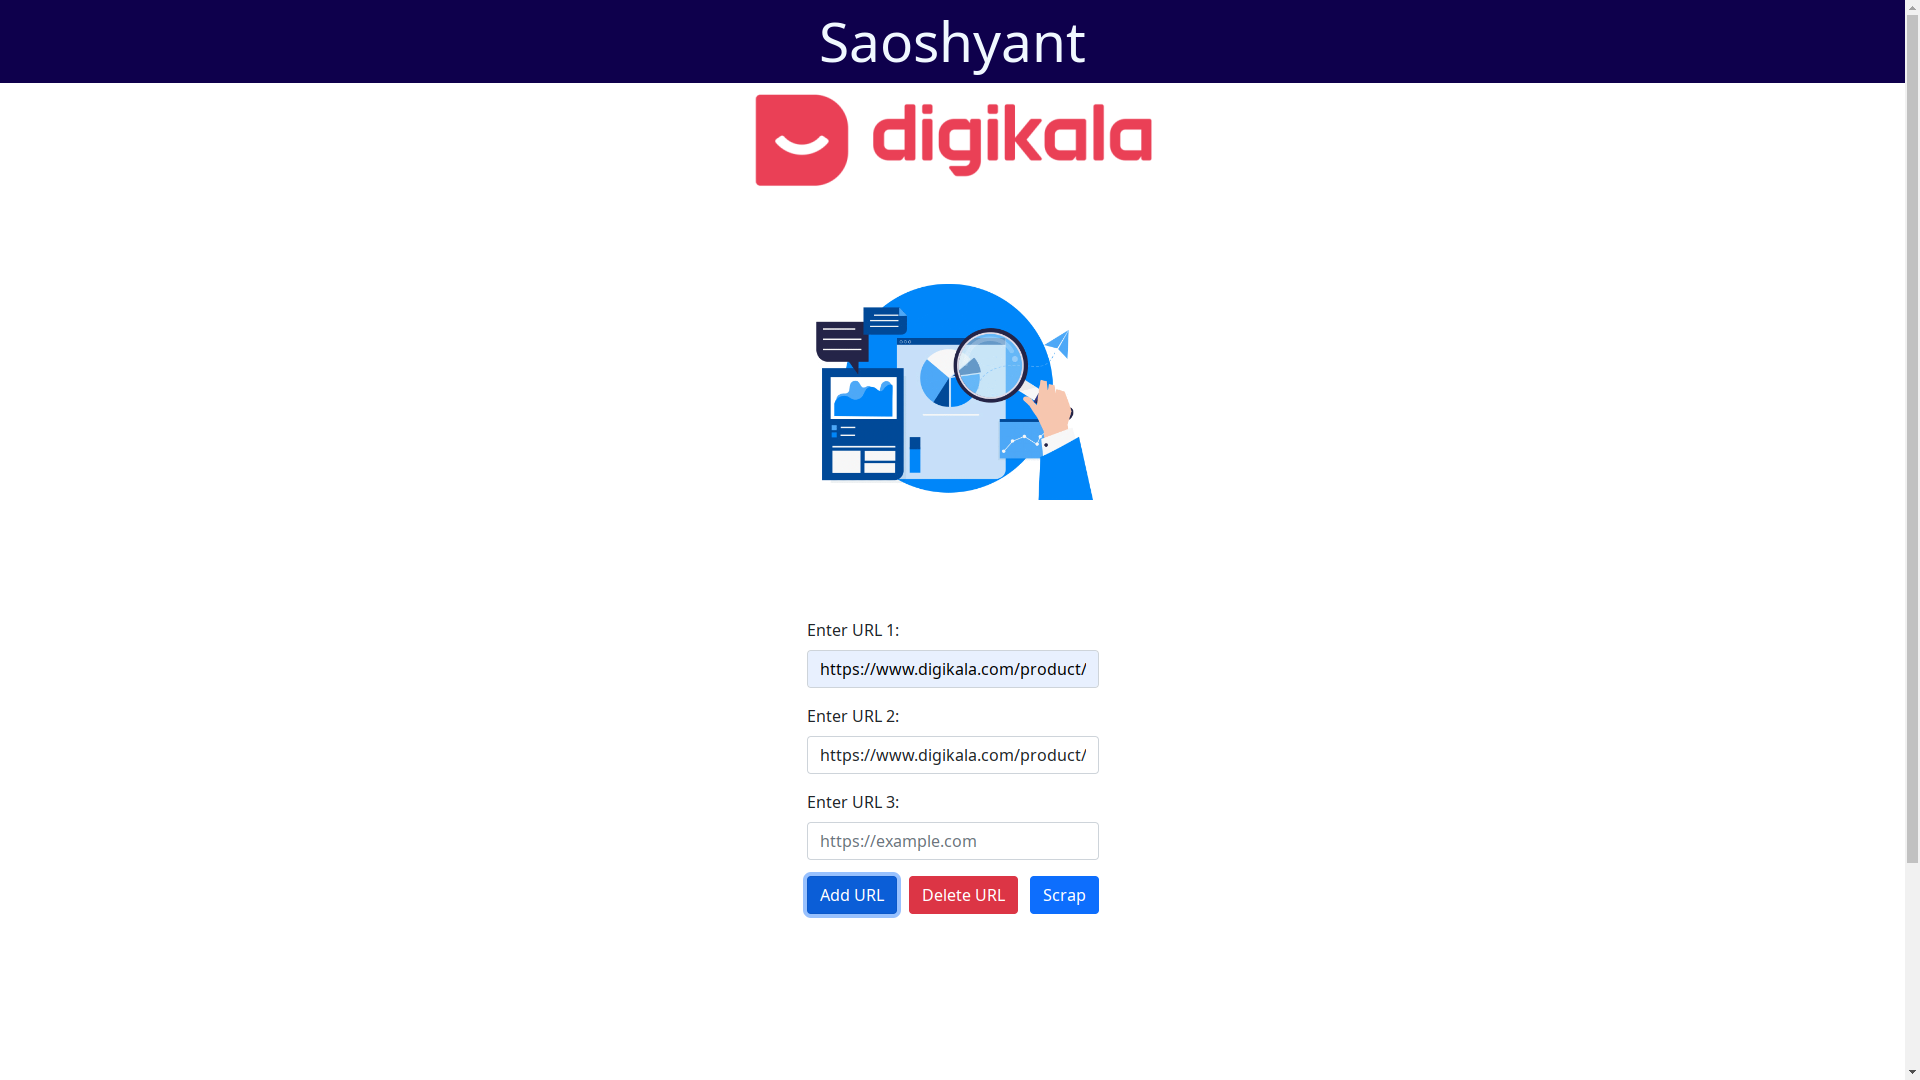 Saoshyant
digikala
Enter URL 1:
https://www.digikala.com/product/
Enter URL 2:
https://www.digikala.com/product/
Enter URL 3:
https://example.com
Add URL Delete URL Scrap